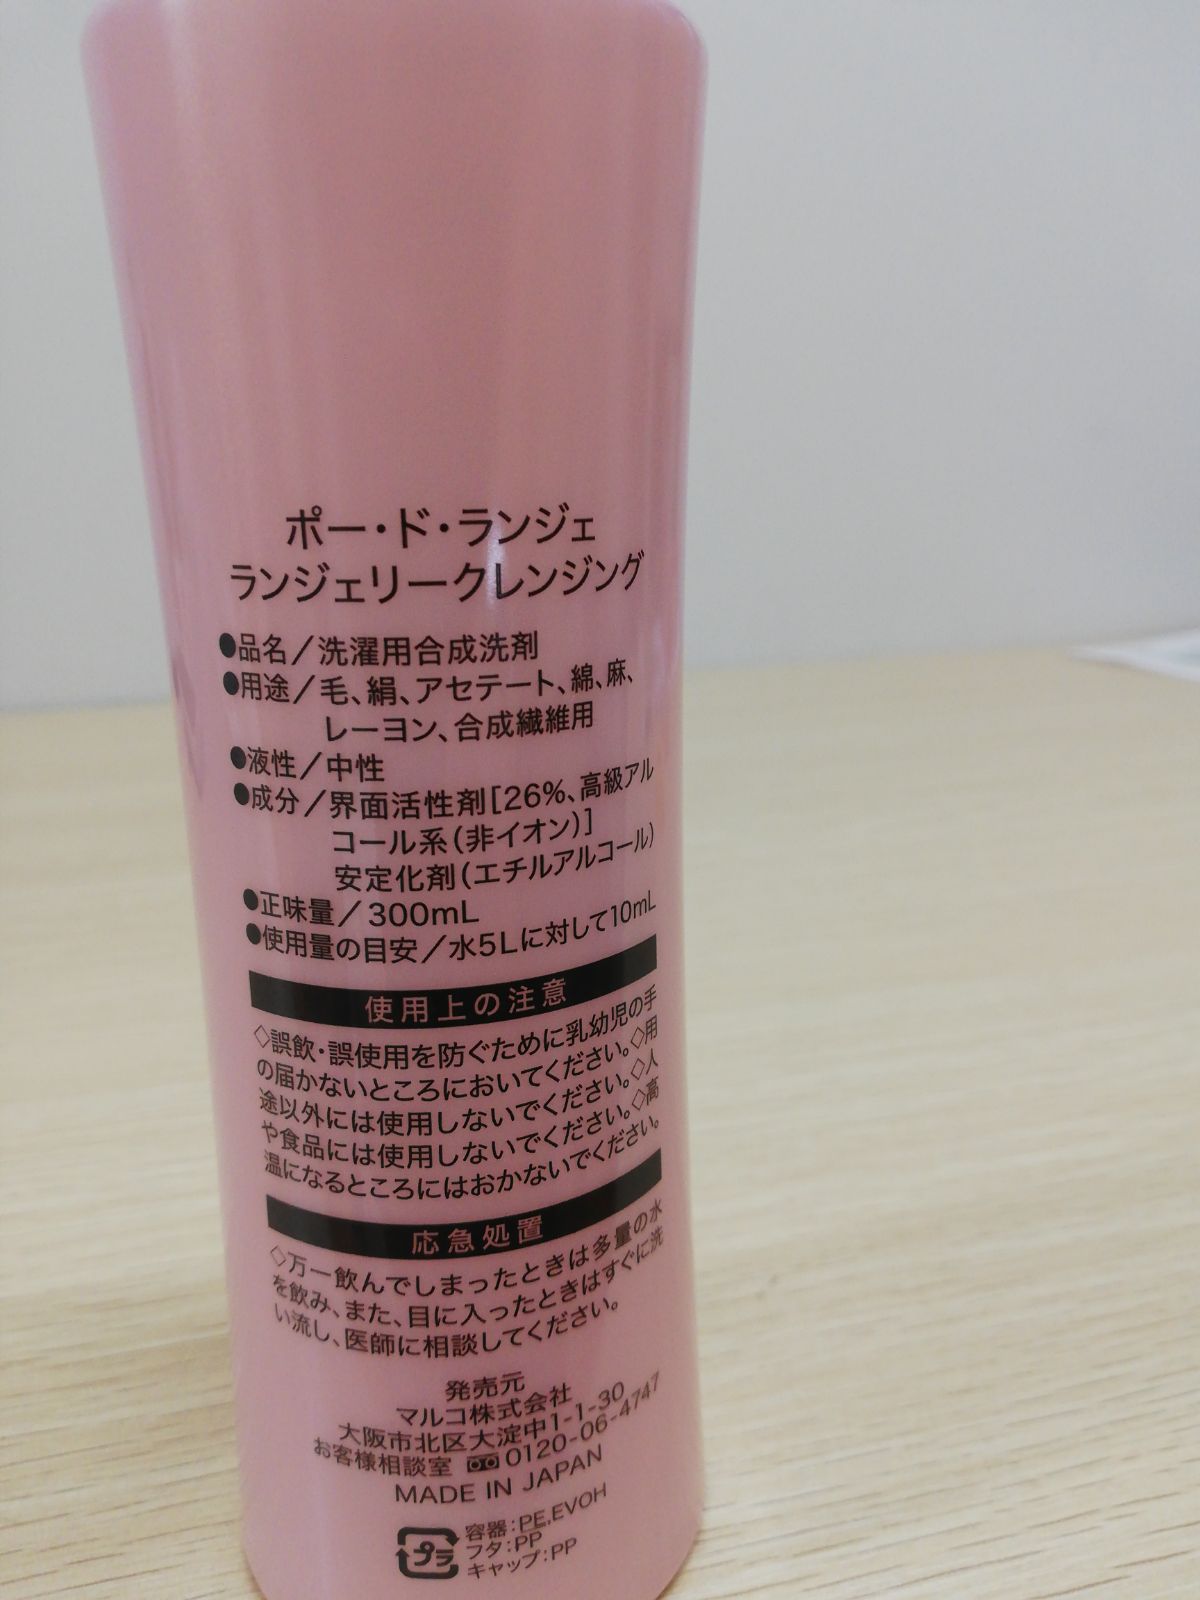 ポー・ド・ランジェ
ランジェリークレンジング
●品名／洗濯用合成洗剤
●用途／毛、絹、アセテート、綿、麻、
レーヨン、合成繊維用
●液性／中性
●成分／界面活性剤[26%、高級アル
コール系(非イオン)]
安定化剤(エチルアルコール)
●正味量／300mL
●使用量の目安／水5Lに対して10mL
使用上の注意
◇誤飲・誤使用を防ぐために乳幼児の手
の届かないところにおいてください。◇用
途以外には使用しないでください。◇人
や食品には使用しないでください。◇高
温になるところにはおかないでください。
応急処置
◇万一飲んでしまったときは多量の水
を飲み、また、目に入ったときはすぐに洗
い流し、医師に相談してください。
発売元
マルコ株式会社
大阪市北区大淀中1-1-30
お客様相談室 0120-06-4747
MADE IN JAPAN
プラ
容器:PE,EVOH
フタ:PP
キャップ:PP